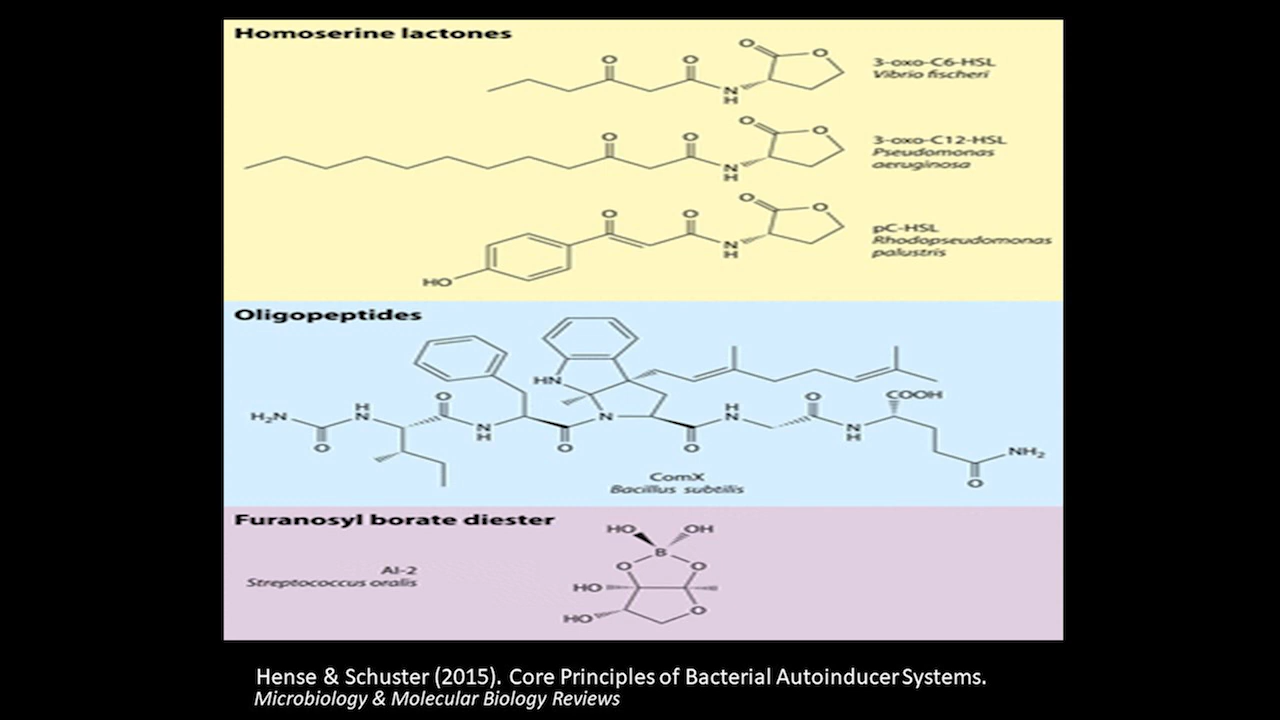 Homoserine lactones
O
O
O
O
N
H
3-oxo-C6-HSL
Vibrio fischeri
O
O
O
O
N
H
3-oxo-C12-HSL
Pseudomonas
aeruginosa
O
O
O
O
N
H
HO
pC-HSL
Rhodopseudomonas
palustris
Oligopeptides
HN
COOH
H₂N
H
N
O
O
N
H
O
N
O
H
N
O
N
H
O
NH₂
ComX
Bacillus subtilis
Furanosyl borate diester
HO
OH
B
O
O
HO
O
HO
AI-2
Streptococcus oralis
Hense & Schuster (2015). Core Principles of Bacterial Autoinducer Systems.
Microbiology & Molecular Biology Reviews